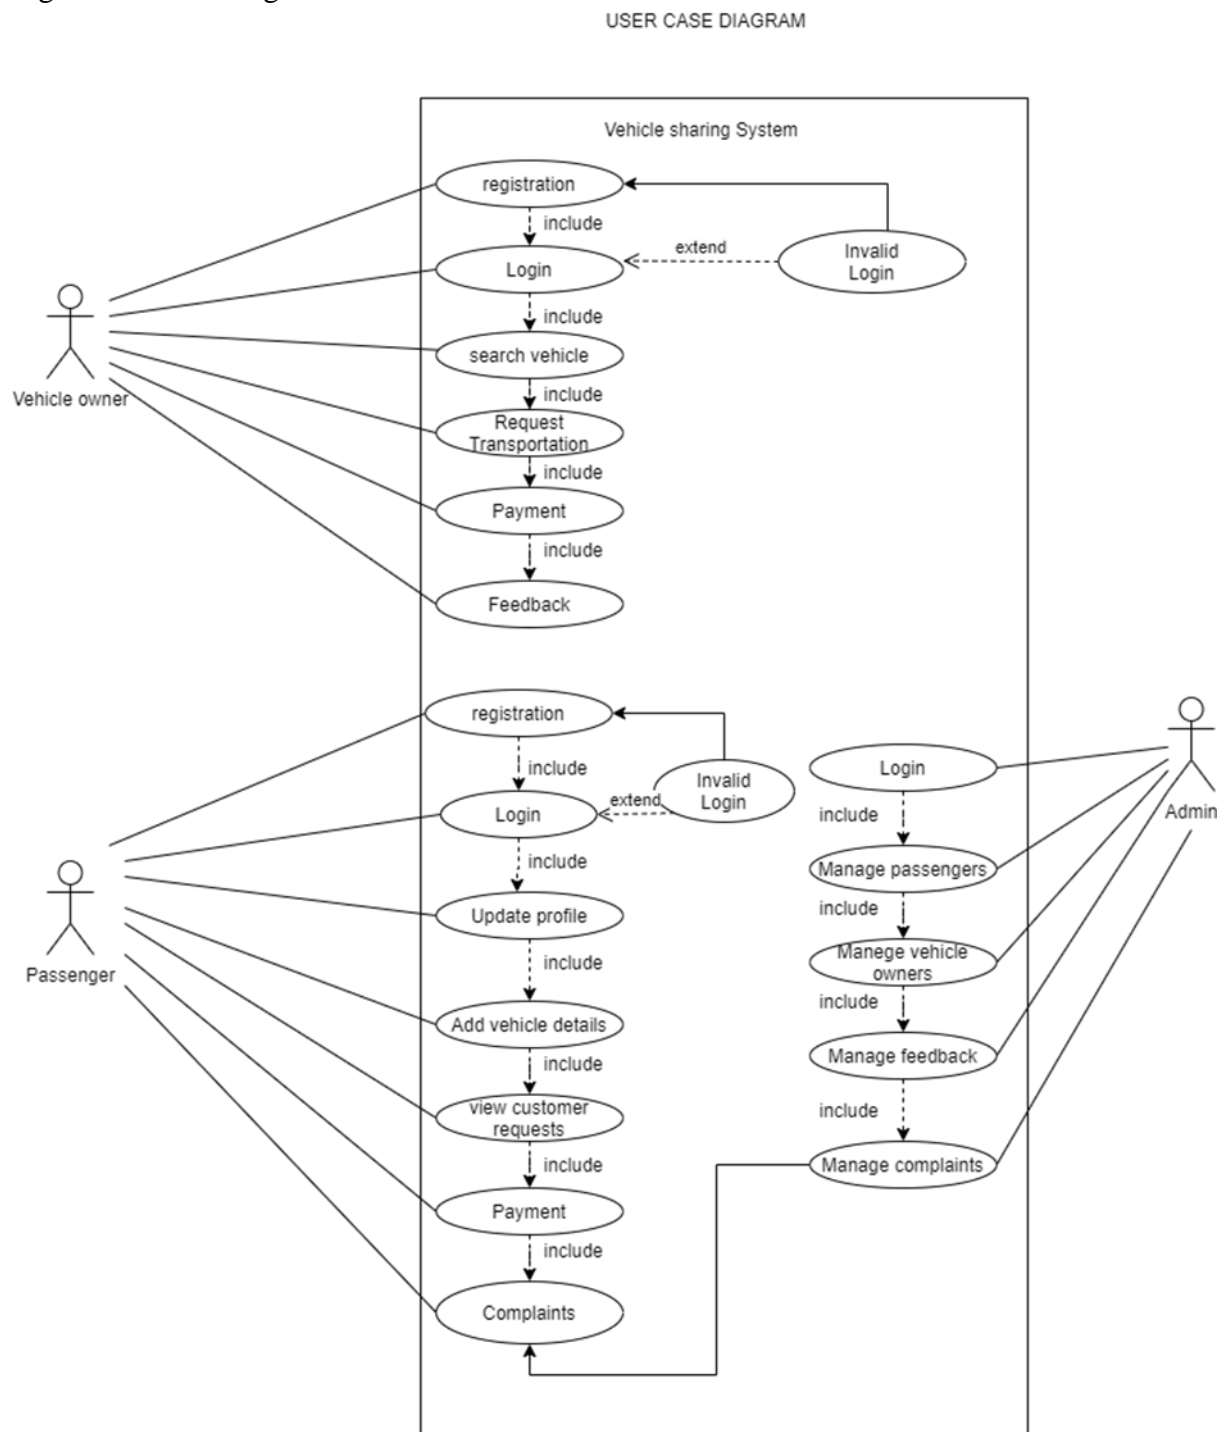 USER CASE DIAGRAM
Vehicle sharing System
registration
include
Login
extend
Invalid
Login
include
search vehicle
include
Request
Transportation
include
Payment
include
Feedback
Vehicle owner
registration
include
Invalid
Login
extend
Login
include
Update profile
include
Add vehicle details
include
view customer
requests
include
Payment
include
Complaints
Passenger
Login
include
Manage passengers
include
Manege vehicle
owners
include
Manage feedback
include
Manage complaints
Admin